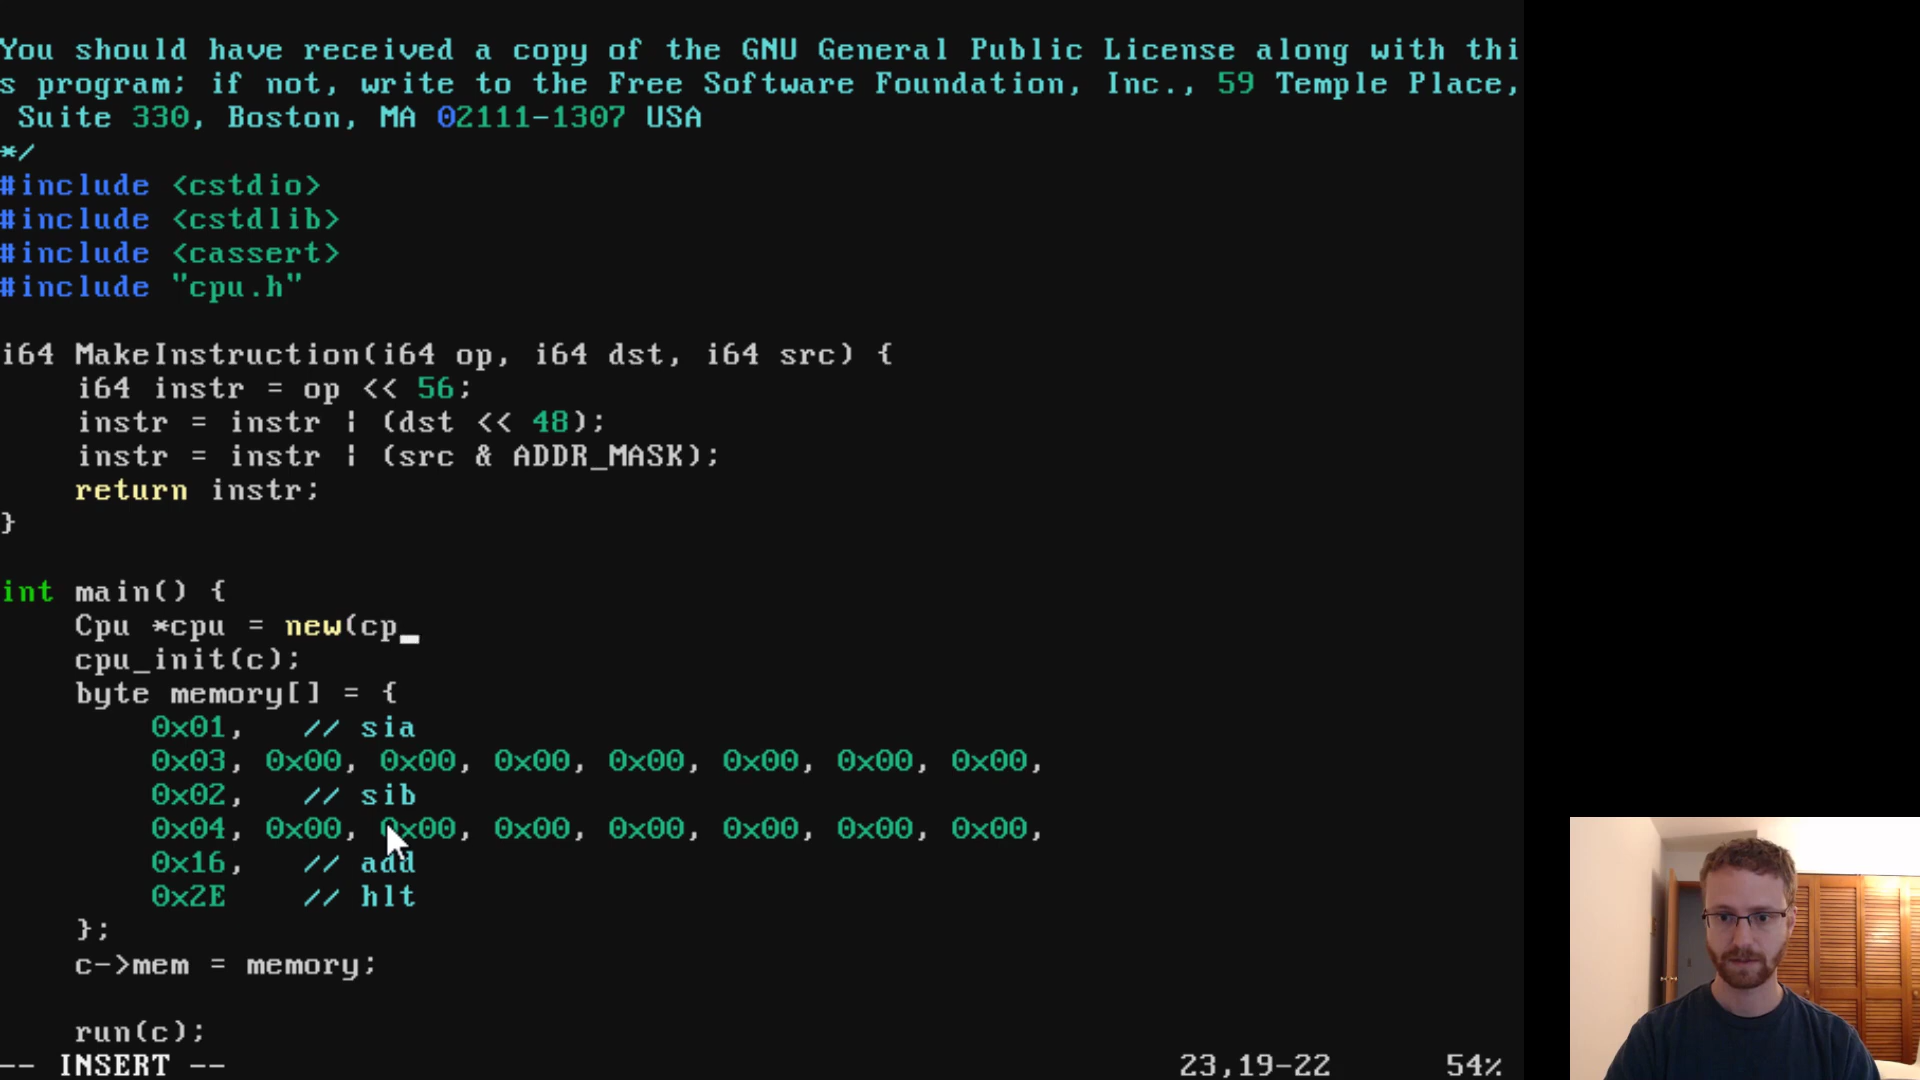 You should have received a copy of the GNU General Public License along with thi
s program; if not, write to the Free Software Foundation, Inc., 59 Temple Place,
 Suite 330, Boston, MA 02111-1307 USA
*/
#include <cstdio>
#include <cstdlib>
#include <cassert>
#include "cpu.h"

i64 MakeInstruction(i64 op, i64 dst, i64 src) {
    i64 instr = op << 56;
    instr = instr | (dst << 48);
    instr = instr | (src & ADDR_MASK);
    return instr;
}

int main() {
    Cpu *cpu = new(cp_
    cpu_init(c);
    byte memory[] = {
        0x01,   // sia
        0x03, 0x00, 0x00, 0x00, 0x00, 0x00, 0x00, 0x00,
        0x02,   // sib
        0x04, 0x00, 0x00, 0x00, 0x00, 0x00, 0x00, 0x00,
        0x16,   // add
        0x2E    // hlt
    };
    c->mem = memory;

    run(c);
-- INSERT -- 23,19-22 54%